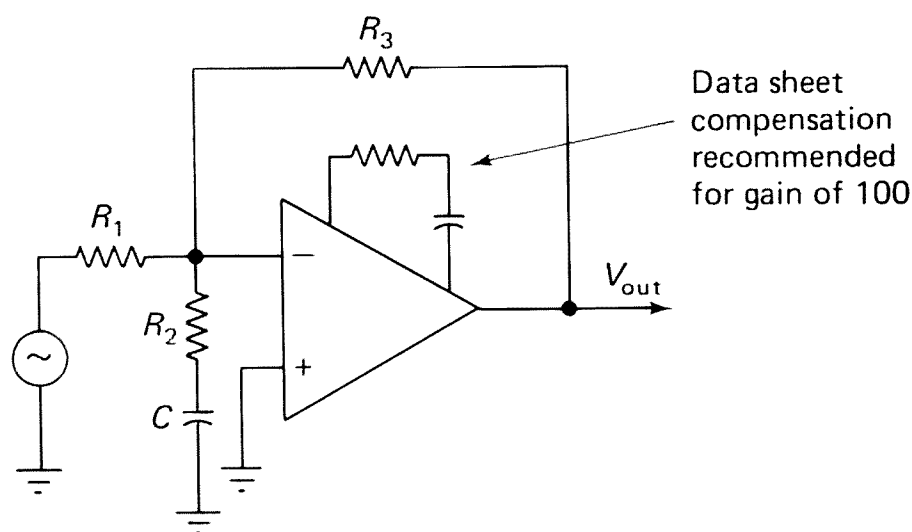 R3
Data sheet
compensation
recommended
for gain of 100
R1
−
Vout
R2
+
C